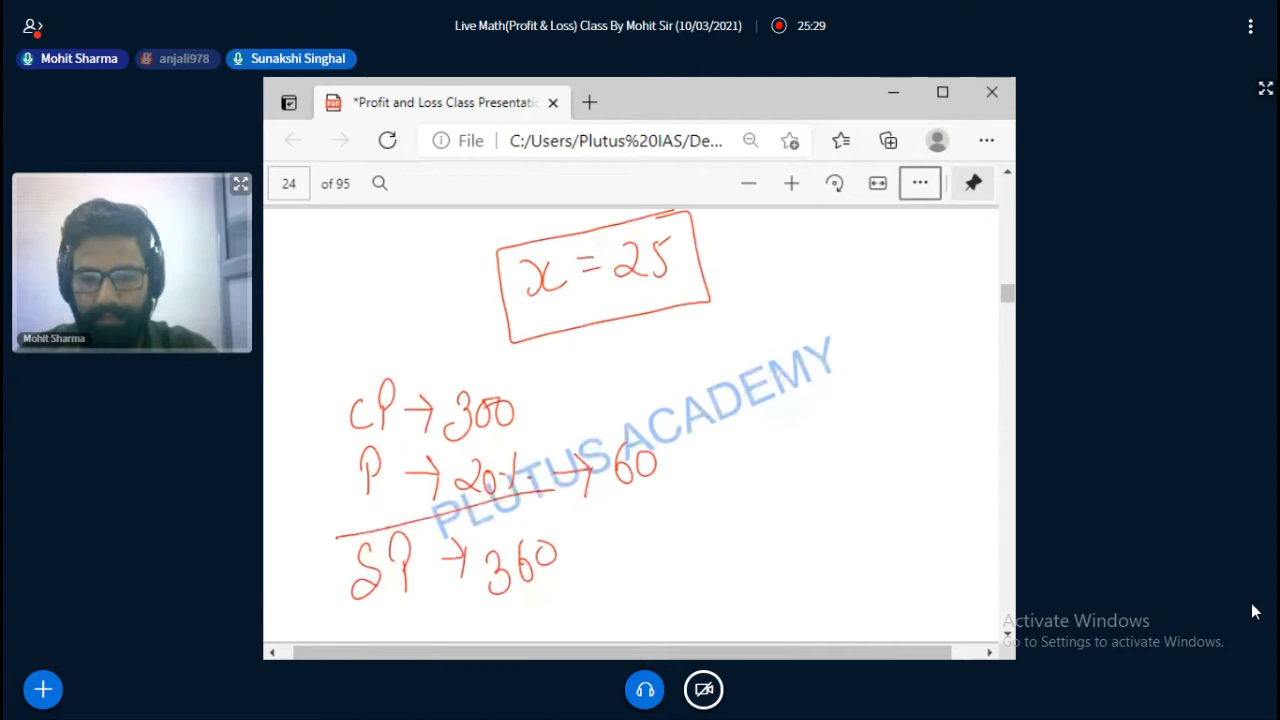 Live Math(Profit & Loss) Class By Mohit Sir (10/03/2021)
25:29
Mohit Sharma
anjali978
Sunakshi Singhal
*Profit and Loss Class Presentati
File
C:/Users/Plutus%20IAS/De...
24 of 95
x = 25
PLUTUS ACADEMY
CP → 300
P → 20% → 60
SP → 360
Mohit Sharma
Activate Windows
Go to Settings to activate Windows.